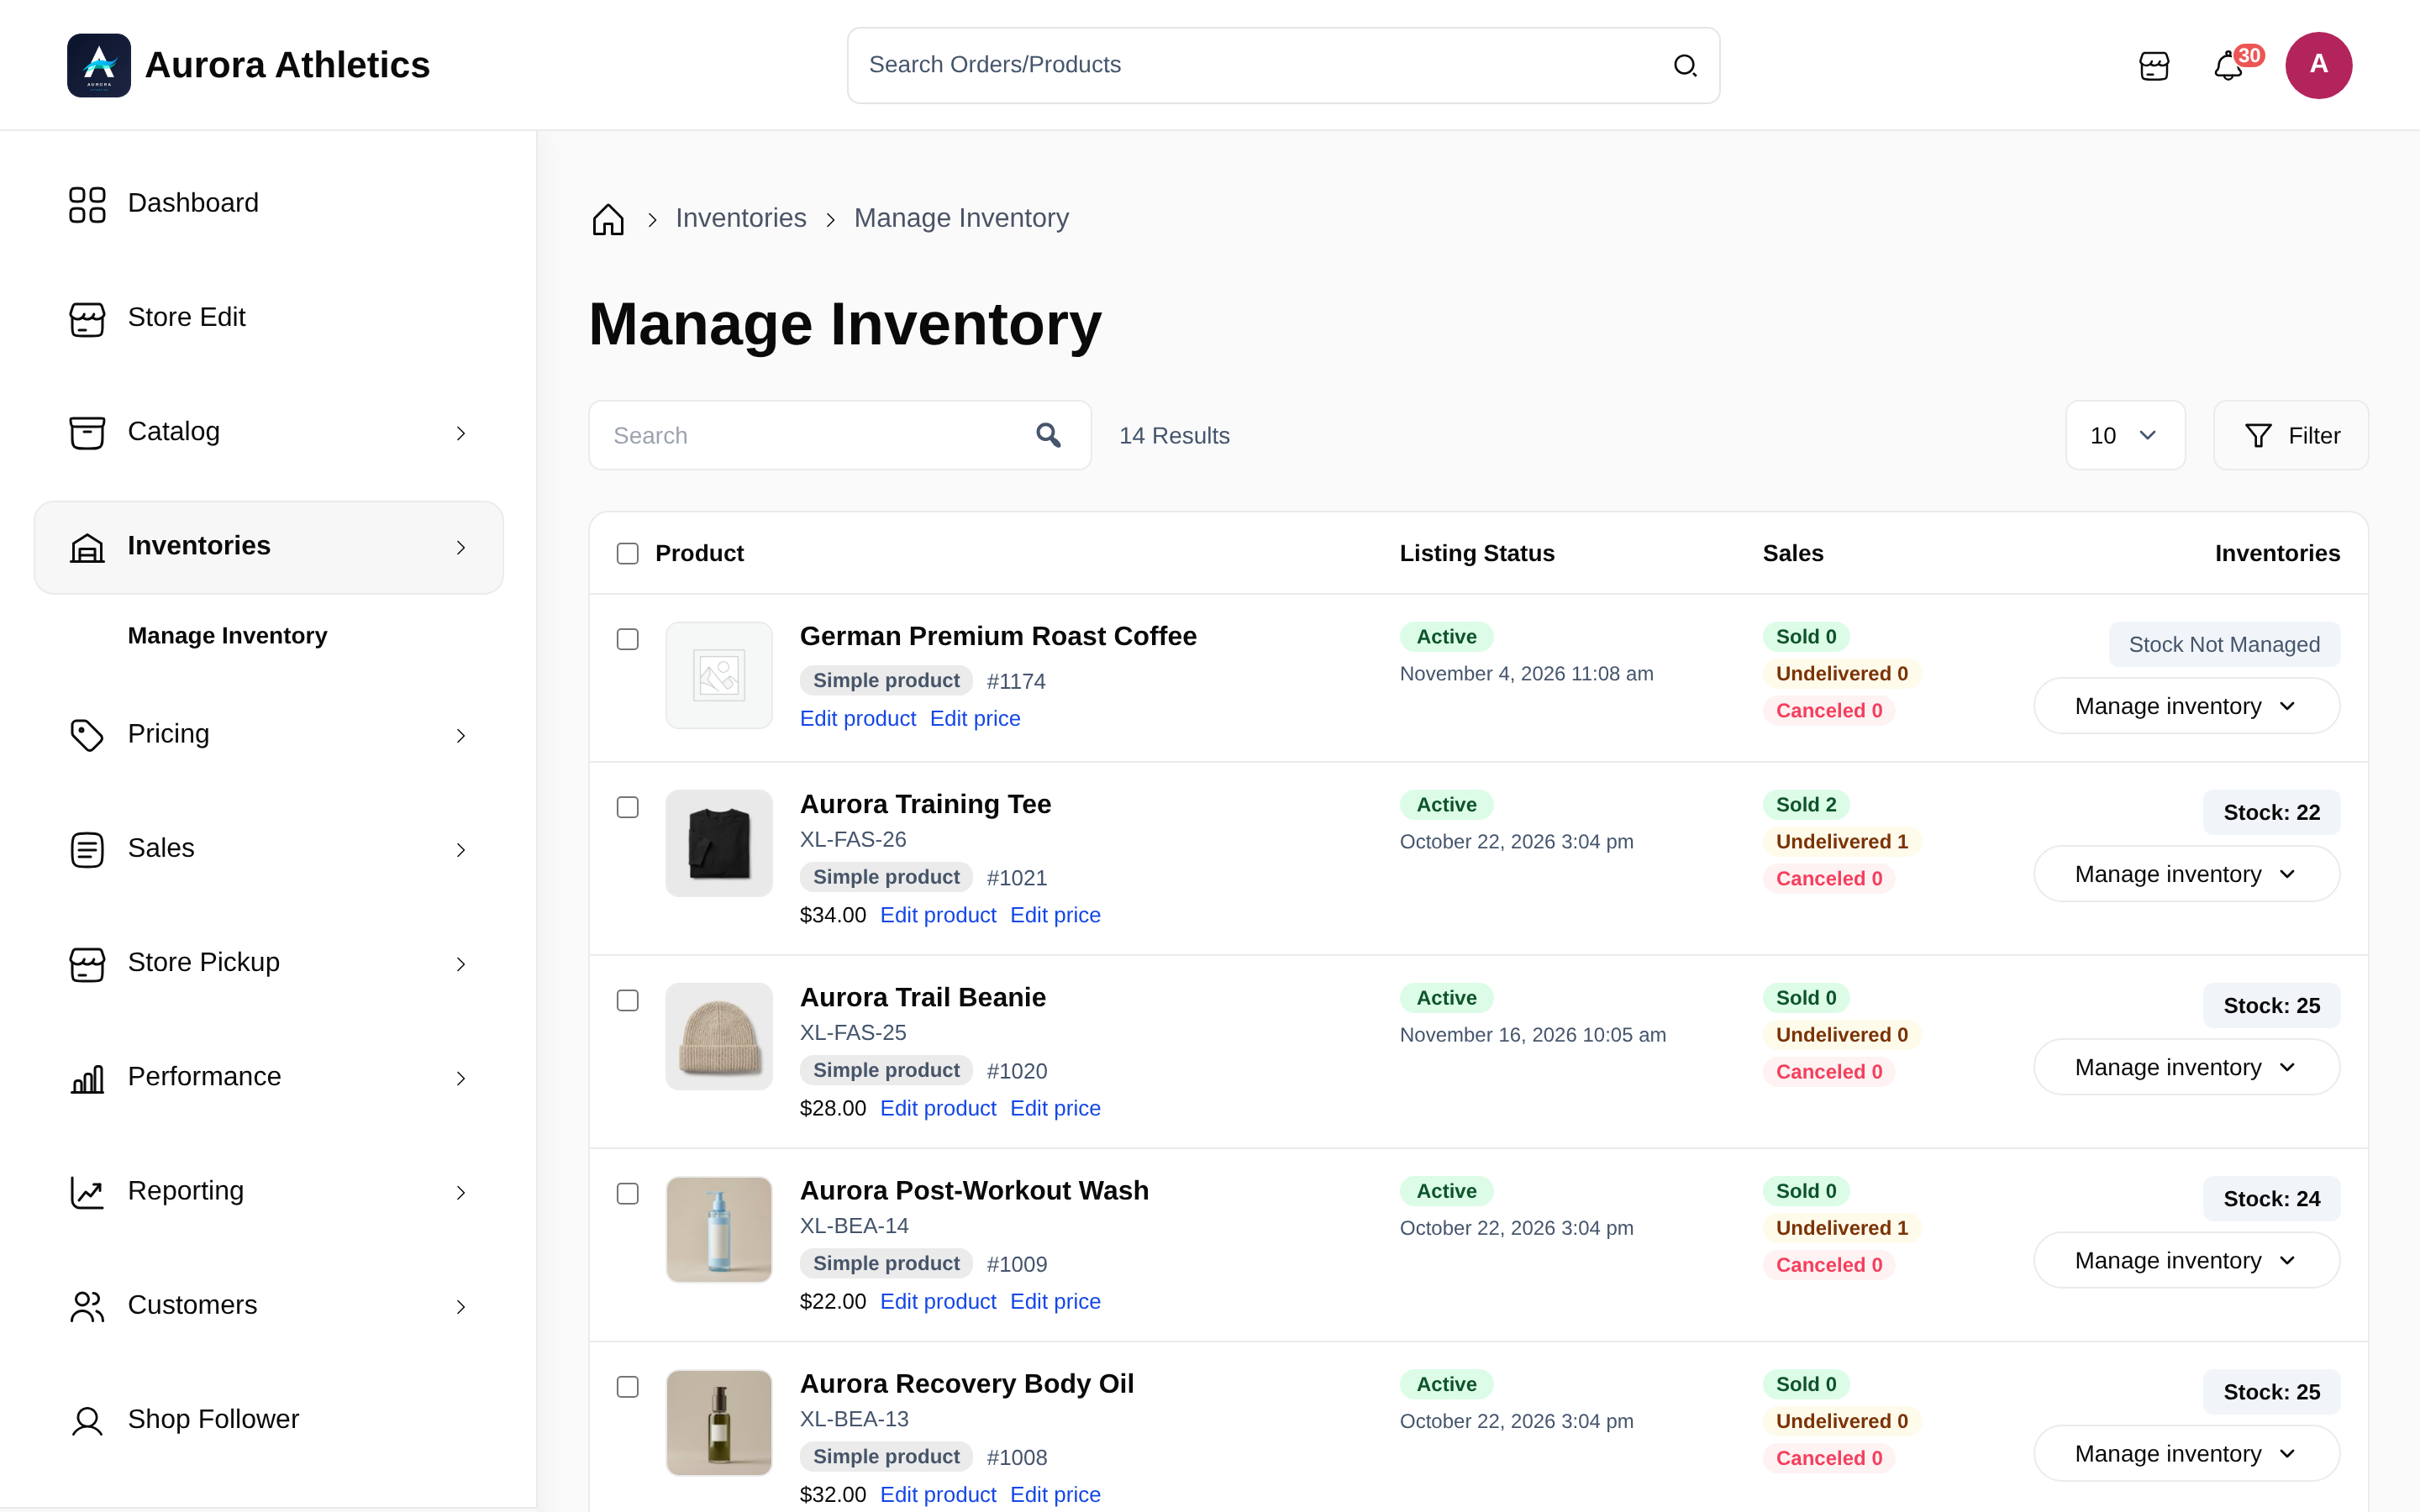 AURORA
Aurora Athletics
Search Orders/Products
30
A
Dashboard
Store Edit
Catalog
Inventories
Manage Inventory
Pricing
Sales
Store Pickup
Performance
Reporting
Customers
Shop Follower
Inventories
Manage Inventory
Manage Inventory
Search
14 Results
10
Filter
Product
Listing Status
Sales
Inventories
German Premium Roast Coffee
Simple product #1174
Edit product Edit price
Active
November 4, 2026 11:08 am
Sold 0
Undelivered 0
Canceled 0
Stock Not Managed
Manage inventory
Aurora Training Tee
XL-FAS-26
Simple product #1021
$34.00 Edit product Edit price
Active
October 22, 2026 3:04 pm
Sold 2
Undelivered 1
Canceled 0
Stock: 22
Manage inventory
Aurora Trail Beanie
XL-FAS-25
Simple product #1020
$28.00 Edit product Edit price
Active
November 16, 2026 10:05 am
Sold 0
Undelivered 0
Canceled 0
Stock: 25
Manage inventory
Aurora Post-Workout Wash
XL-BEA-14
Simple product #1009
$22.00 Edit product Edit price
Active
October 22, 2026 3:04 pm
Sold 0
Undelivered 1
Canceled 0
Stock: 24
Manage inventory
Aurora Recovery Body Oil
XL-BEA-13
Simple product #1008
$32.00 Edit product Edit price
Active
October 22, 2026 3:04 pm
Sold 0
Undelivered 0
Canceled 0
Stock: 25
Manage inventory